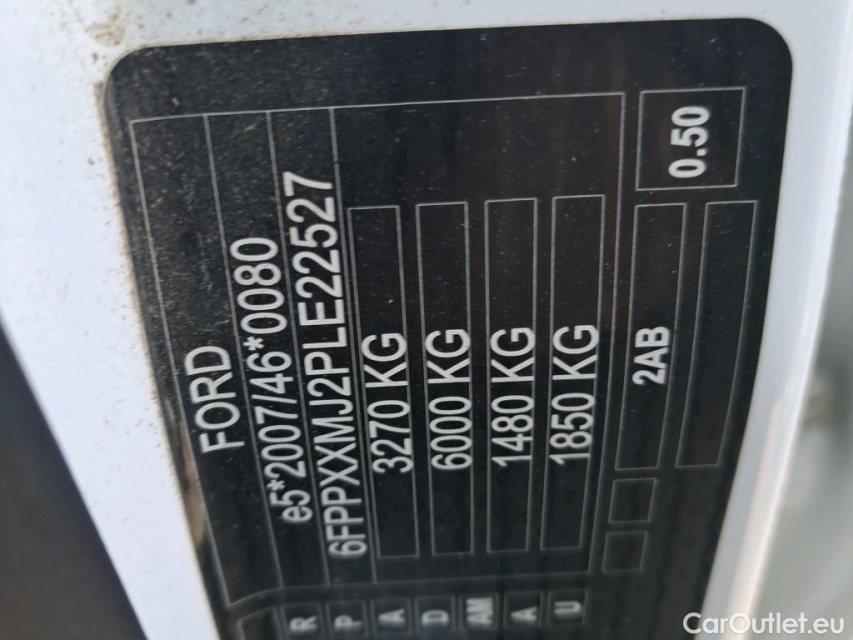 FORD
e5*2007/46*0080
6FPPXXMJ2PLE22527
3270 KG
6000 KG
1480 KG
1850 KG
2AB
0.50
R
P
A
D
AM
A
U
CarOutlet.eu